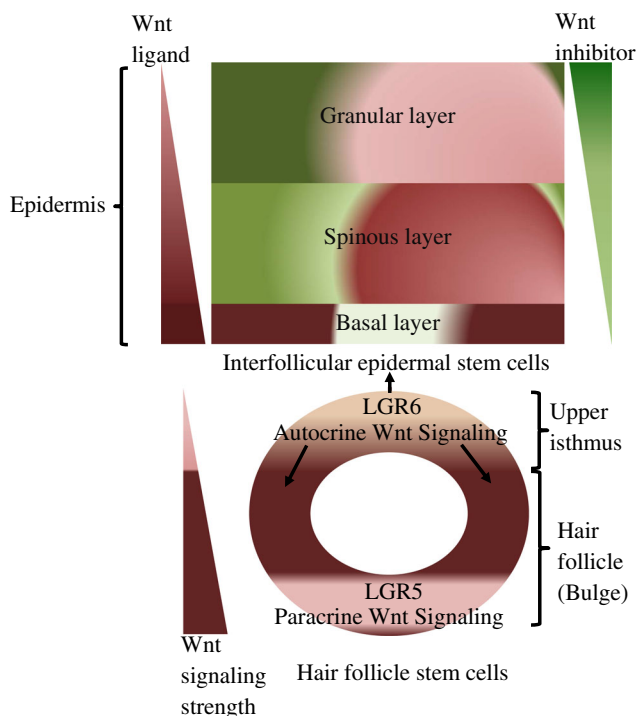 Wnt
ligand
Wnt
inhibitor
Epidermis
Granular layer
Spinous layer
Basal layer
Interfollicular epidermal stem cells
LGR6
Autocrine Wnt Signaling
Upper
isthmus
Hair
follicle
(Bulge)
LGR5
Paracrine Wnt Signaling
Wnt
signaling
strength
Hair follicle stem cells